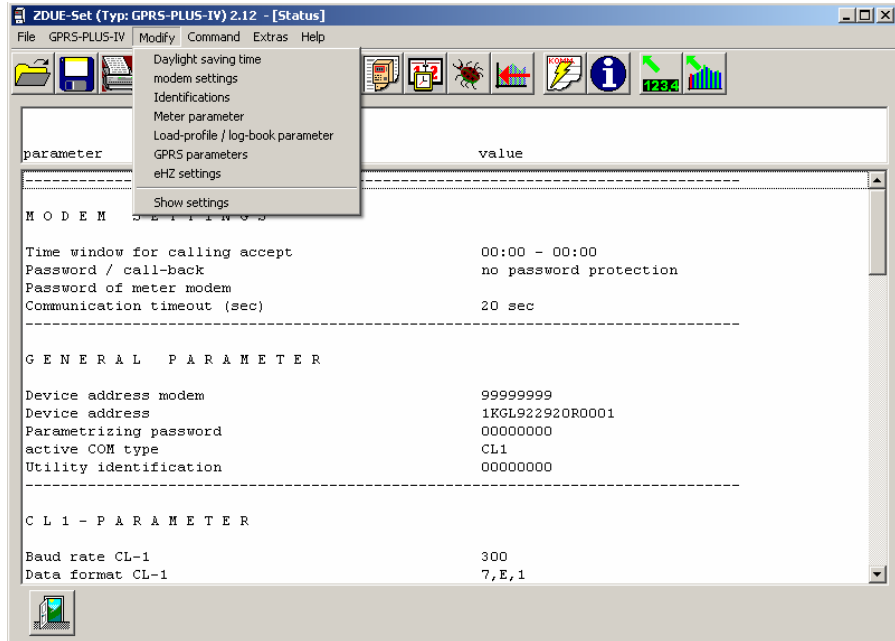 ZDUE-Set (Typ: GPRS-PLUS-IV) 2.12 - [Status]
File GPRS-PLUS-IV Modify Command Extras Help
Daylight saving time
modem settings
Identifications
Meter parameter
Load-profile / log-book parameter
GPRS parameters
eHZ settings
Show settings
KOMM.
1234
parameter value
M O D E M S E T T I N G S
Time window for calling accept 00:00 - 00:00
Password / call-back no password protection
Password of meter modem
Communication timeout (sec) 20 sec
G E N E R A L P A R A M E T E R
Device address modem 99999999
Device address 1KGL922920R0001
Parametrizing password 00000000
active COM type CL1
Utility identification 00000000
C L 1 - P A R A M E T E R
Baud rate CL-1 300
Data format CL-1 7,E,1